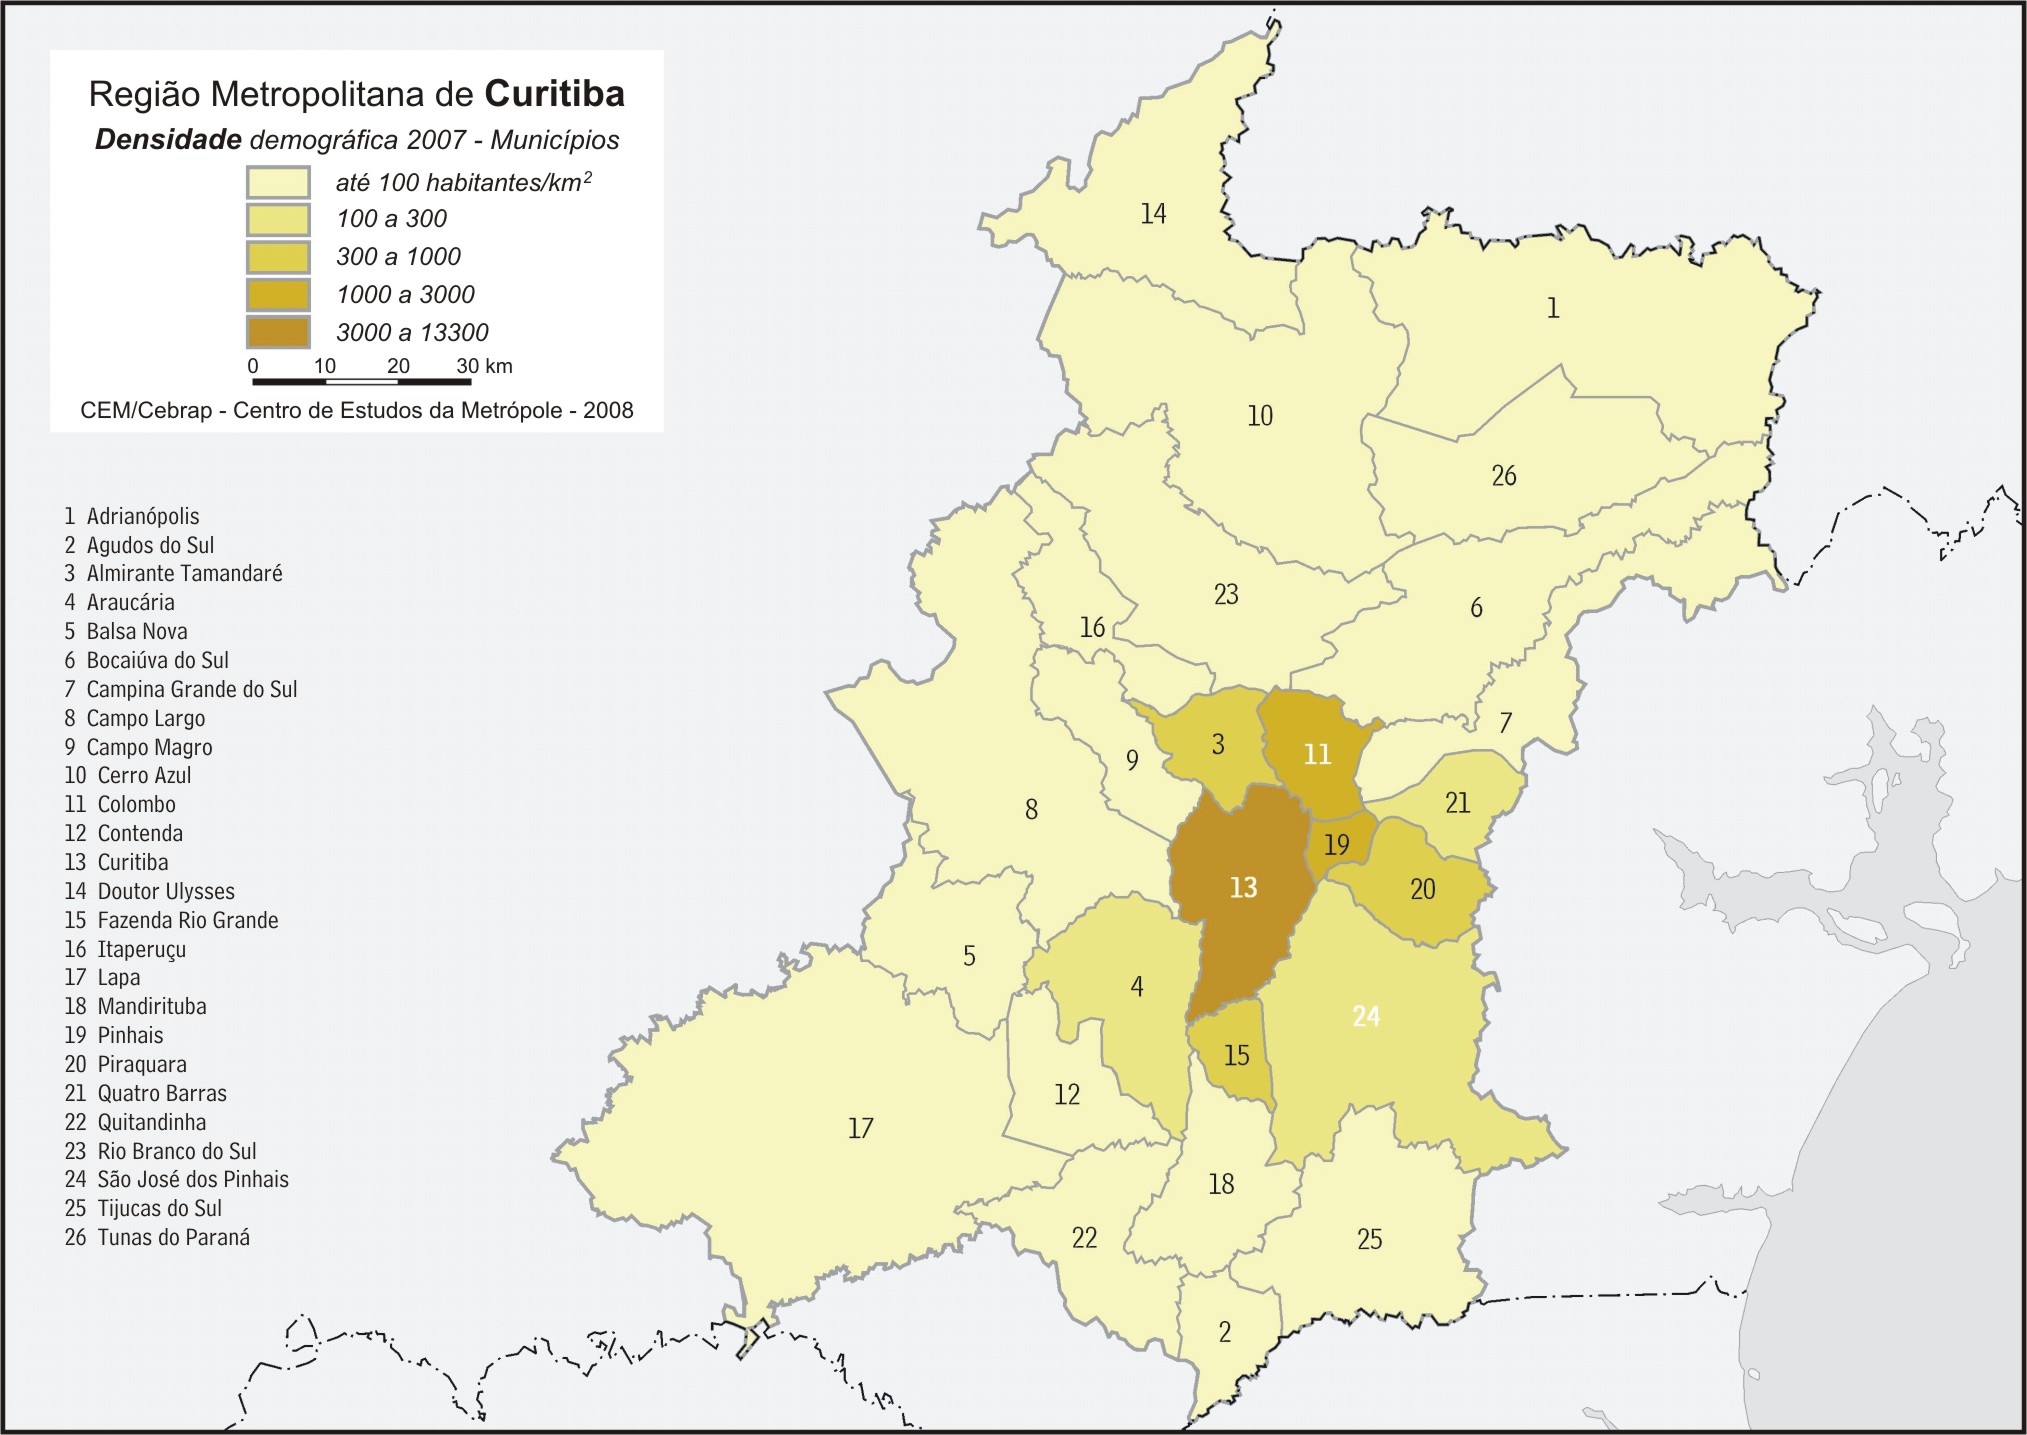 Região Metropolitana de Curitiba
Densidade demográfica 2007 - Municípios
até 100 habitantes/km²
100 a 300
300 a 1000
1000 a 3000
3000 a 13300
0 10 20 30 km
CEM/Cebrap - Centro de Estudos da Metrópole - 2008
1 Adrianópolis
2 Agudos do Sul
3 Almirante Tamandaré
4 Araucária
5 Balsa Nova
6 Bocaiúva do Sul
7 Campina Grande do Sul
8 Campo Largo
9 Campo Magro
10 Cerro Azul
11 Colombo
12 Contenda
13 Curitiba
14 Doutor Ulysses
15 Fazenda Rio Grande
16 Itaperuçu
17 Lapa
18 Mandirituba
19 Pinhais
20 Piraquara
21 Quatro Barras
22 Quitandinha
23 Rio Branco do Sul
24 São José dos Pinhais
25 Tijucas do Sul
26 Tunas do Paraná
14
1
10
26
23
6
16
7
3
11
9
21
8
19
13
20
5
4
24
15
12
17
18
22
25
2